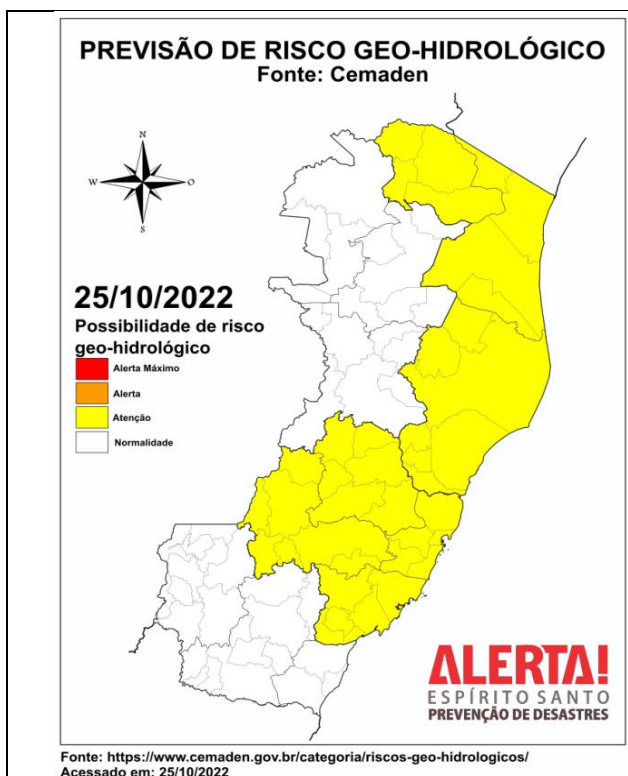 PREVISÃO DE RISCO GEO-HIDROLÓGICO
Fonte: Cemaden
N
W
O
S
25/10/2022
Possibilidade de risco
geo-hidrológico
Alerta Máximo
Alerta
Atenção
Normalidade
ALERTA!
ESPÍRITO SANTO
PREVENÇÃO DE DESASTRES
Fonte: https://www.cemaden.gov.br/categoria/riscos-geo-hidrologicos/
Acessado em: 25/10/2022